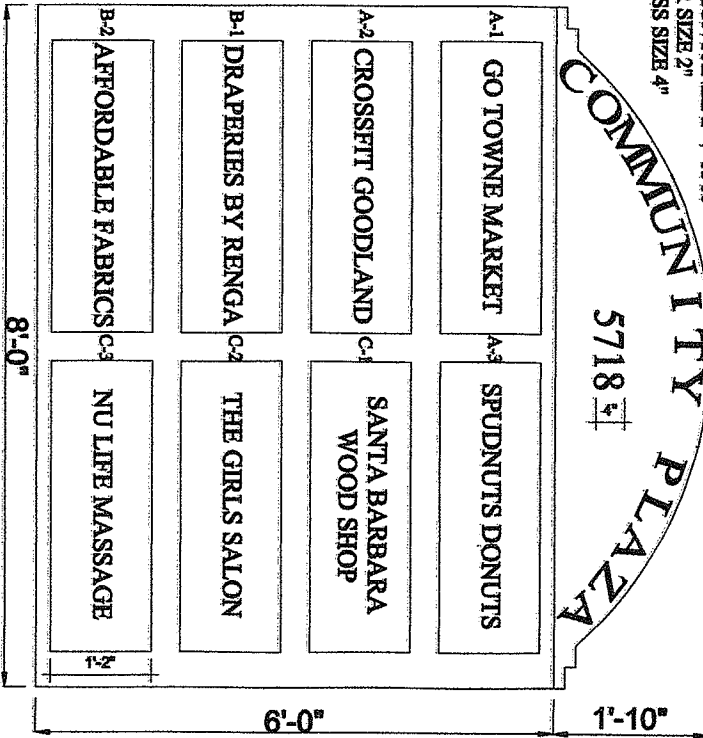 SIZE 2"
SS SIZE 4"
COMMUNITY PLAZA
5718
4"
A-1
GO TOWNE MARKET
A-3
SPUDNUTS DONUTS
A-2
CROSSFIT GOODLAND
C-1
SANTA BARBARA
WOOD SHOP
B-1
DRAPERIES BY RENGA
C-2
THE GIRLS SALON
B-2
AFFORDABLE FABRICS
C-3
NU LIFE MASSAGE
1'-2"
8'-0"
6'-0"
1'-10"